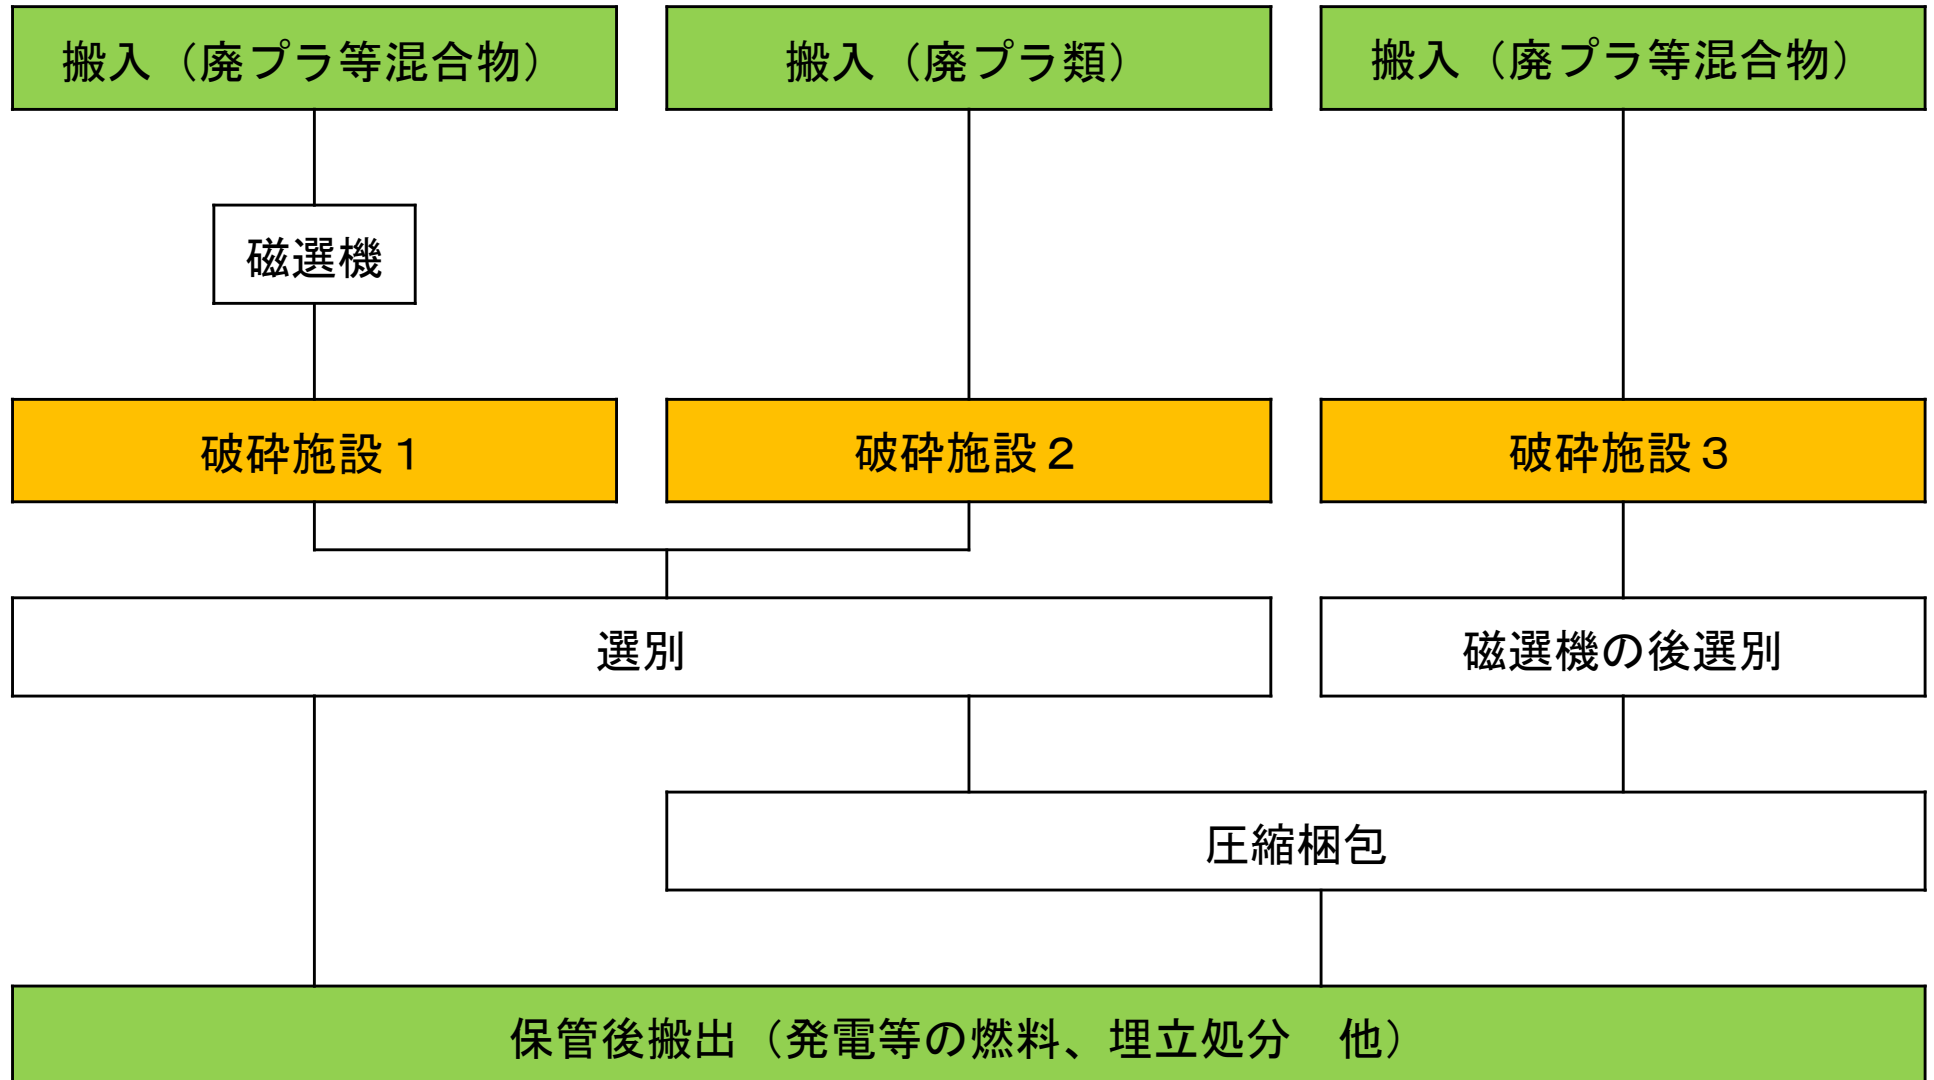 搬入（廃プラ等混合物）
搬入（廃プラ類）
搬入（廃プラ等混合物）
磁選機
破砕施設１
破砕施設２
破砕施設３
選別
磁選機の後選別
圧縮梱包
保管後搬出（発電等の燃料、埋立処分　他）